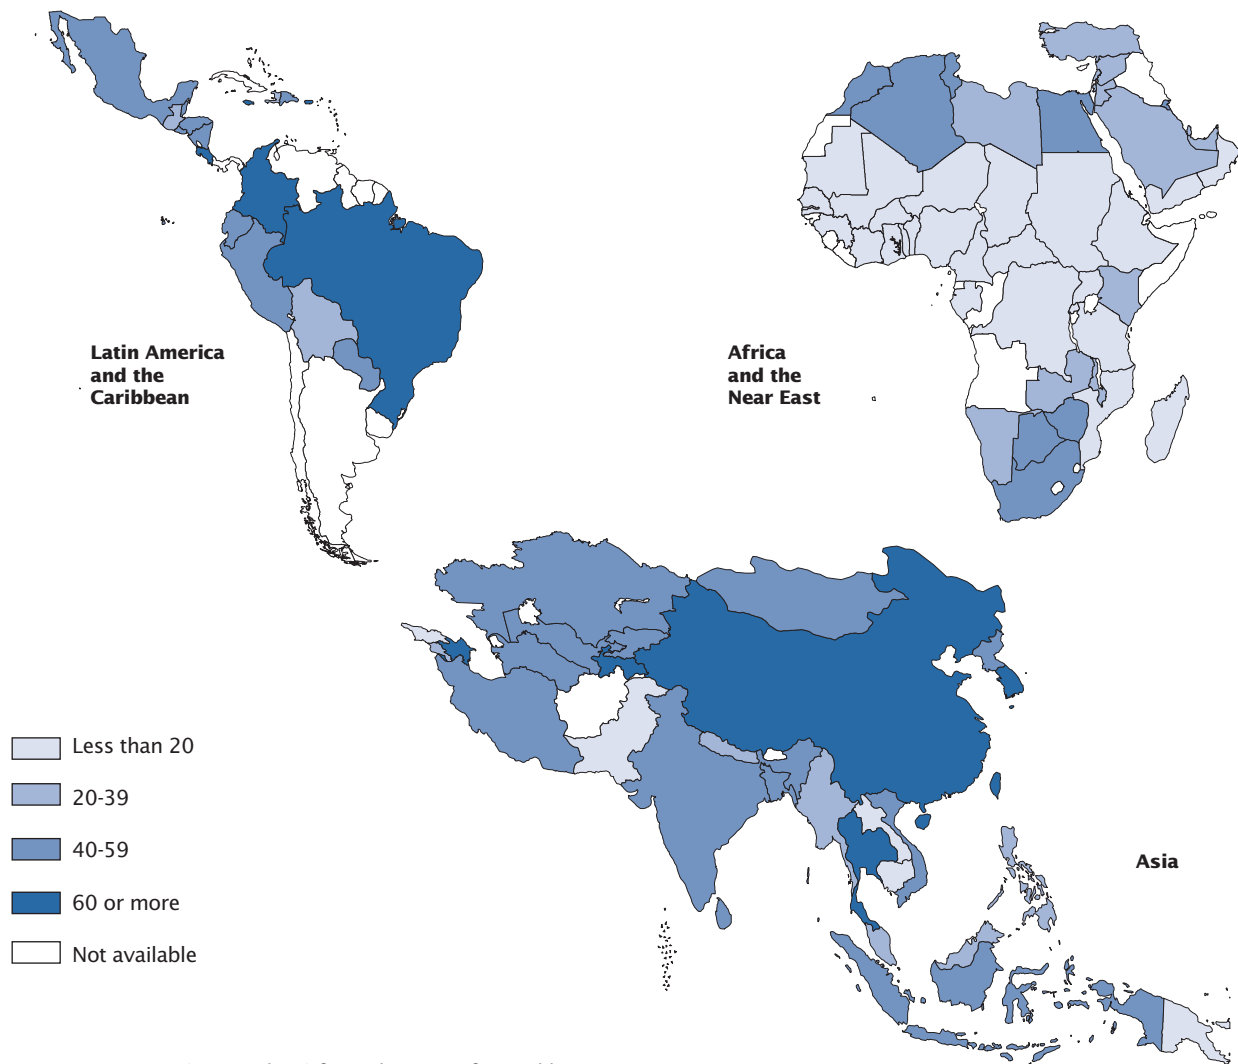 Latin America
and the
Caribbean
Africa
and the
Near East
Asia
Less than 20
20-39
40-59
60 or more
Not available